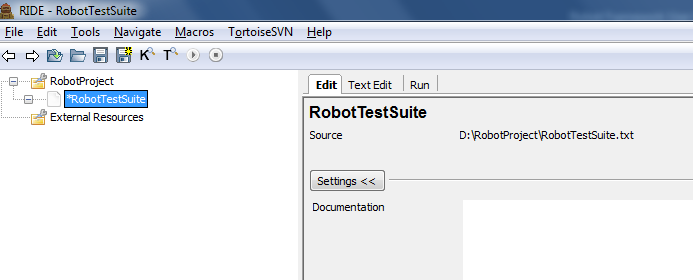 RIDE - RobotTestSuite
File Edit Tools Navigate Macros TortoiseSVN Help
K T
RobotProject
*RobotTestSuite
External Resources
Edit Text Edit Run
RobotTestSuite
Source D:\RobotProject\RobotTestSuite.txt
Settings <<
Documentation